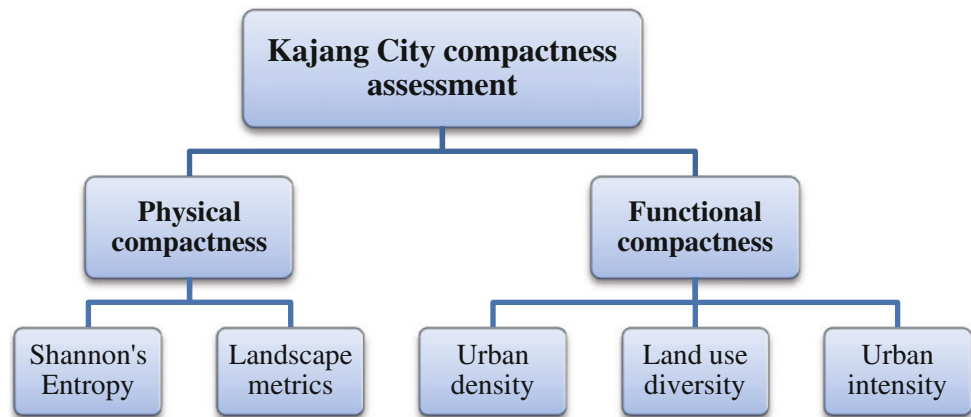 Kajang City compactness
assessment
Physical
compactness
Functional
compactness
Shannon's
Entropy
Landscape
metrics
Urban
density
Land use
diversity
Urban
intensity